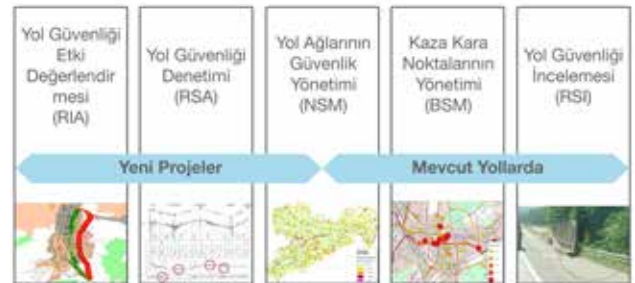 Yol Güvenliği
Etki
Değerlendir
mesi
(RIA)
Yol Güvenliği
Denetimi
(RSA)
Yol Ağlarının
Güvenlik
Yönetimi
(NSM)
Kaza Kara
Noktalarının
Yönetimi
(BSM)
Yol Güvenliği
İncelemesi
(RSI)
Yeni Projeler
Mevcut Yollarda